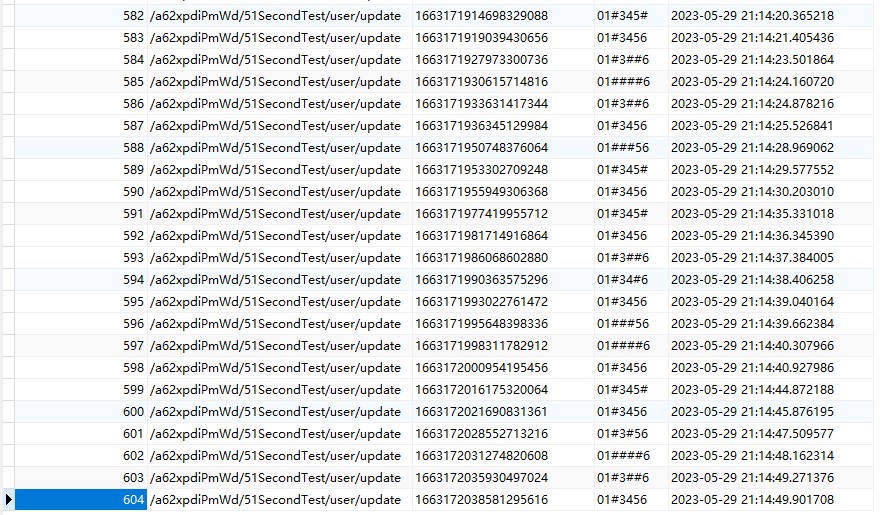 582 /a62xpdiPmWd/51SecondTest/user/update 1663171914698329088 01#345# 2023-05-29 21:14:20.365218
583 /a62xpdiPmWd/51SecondTest/user/update 1663171919039430656 01#3456 2023-05-29 21:14:21.405436
584 /a62xpdiPmWd/51SecondTest/user/update 1663171927973300736 01#3##6 2023-05-29 21:14:23.501864
585 /a62xpdiPmWd/51SecondTest/user/update 1663171930615714816 01####6 2023-05-29 21:14:24.160720
586 /a62xpdiPmWd/51SecondTest/user/update 1663171933631417344 01#3##6 2023-05-29 21:14:24.878216
587 /a62xpdiPmWd/51SecondTest/user/update 1663171936345129984 01#3456 2023-05-29 21:14:25.526841
588 /a62xpdiPmWd/51SecondTest/user/update 1663171950748376064 01###56 2023-05-29 21:14:28.969062
589 /a62xpdiPmWd/51SecondTest/user/update 1663171953302709248 01#345# 2023-05-29 21:14:29.577552
590 /a62xpdiPmWd/51SecondTest/user/update 1663171955949306368 01#3456 2023-05-29 21:14:30.203010
591 /a62xpdiPmWd/51SecondTest/user/update 1663171977419955712 01#345# 2023-05-29 21:14:35.331018
592 /a62xpdiPmWd/51SecondTest/user/update 1663171981714916864 01#3456 2023-05-29 21:14:36.345390
593 /a62xpdiPmWd/51SecondTest/user/update 1663171986068602880 01#3##6 2023-05-29 21:14:37.384005
594 /a62xpdiPmWd/51SecondTest/user/update 1663171990363575296 01#34#6 2023-05-29 21:14:38.406258
595 /a62xpdiPmWd/51SecondTest/user/update 1663171993022761472 01#3456 2023-05-29 21:14:39.040164
596 /a62xpdiPmWd/51SecondTest/user/update 1663171995648398336 01###56 2023-05-29 21:14:39.662384
597 /a62xpdiPmWd/51SecondTest/user/update 1663171998311782912 01####6 2023-05-29 21:14:40.307966
598 /a62xpdiPmWd/51SecondTest/user/update 1663172000954195456 01#3456 2023-05-29 21:14:40.927986
599 /a62xpdiPmWd/51SecondTest/user/update 1663172016175320064 01#345# 2023-05-29 21:14:44.872188
600 /a62xpdiPmWd/51SecondTest/user/update 1663172021690831361 01#3456 2023-05-29 21:14:45.876195
601 /a62xpdiPmWd/51SecondTest/user/update 1663172028552713216 01#3#56 2023-05-29 21:14:47.509577
602 /a62xpdiPmWd/51SecondTest/user/update 1663172031274820608 01####6 2023-05-29 21:14:48.162314
603 /a62xpdiPmWd/51SecondTest/user/update 1663172035930497024 01#3##6 2023-05-29 21:14:49.271376
604 /a62xpdiPmWd/51SecondTest/user/update 1663172038581295616 01#3456 2023-05-29 21:14:49.901708